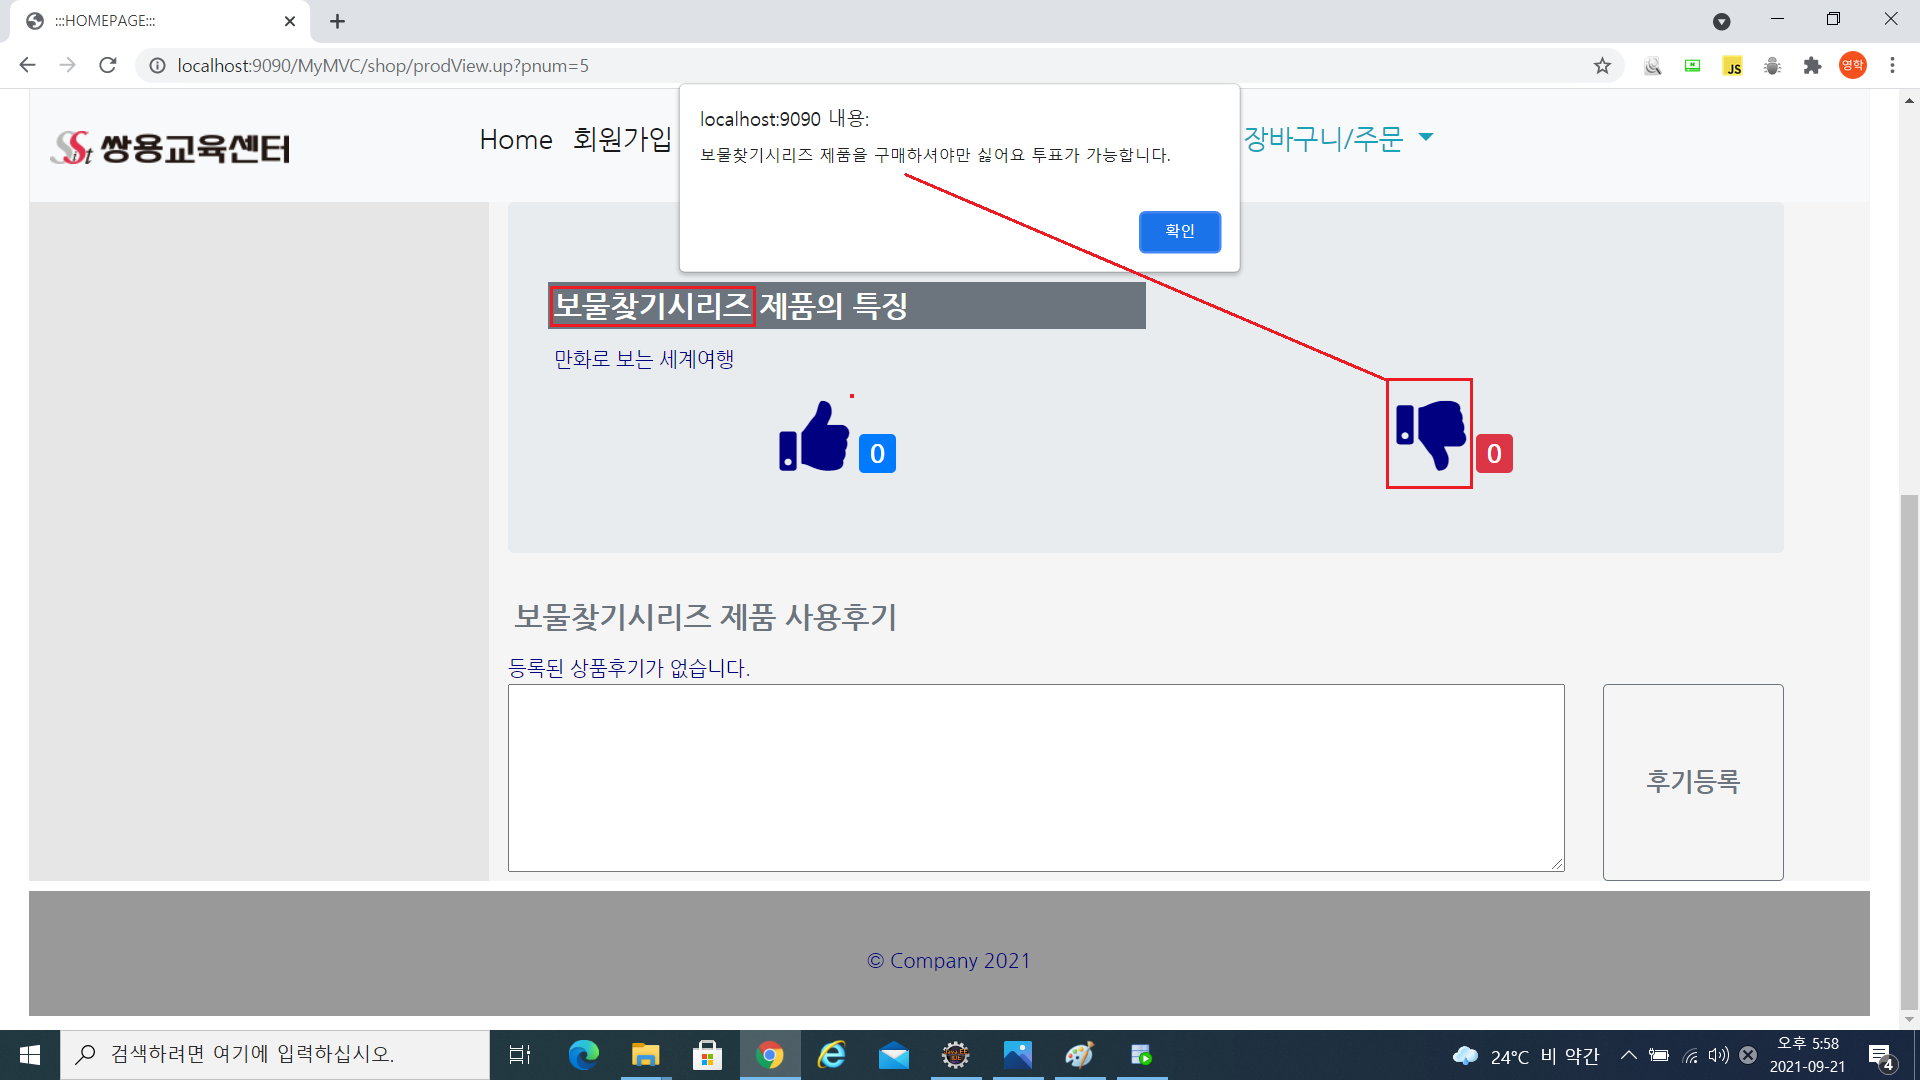 :::HOMEPAGE:::
localhost:9090/MyMVC/shop/prodView.up?pnum=5
JS
영학
localhost:9090 내용:
보물찾기시리즈 제품을 구매하셔야만 싫어요 투표가 가능합니다.
확인
쌍용교육센터
Home 회원가입 장바구니/주문
보물찾기시리즈 제품의 특징
만화로 보는 세계여행
0
0
보물찾기시리즈 제품 사용후기
등록된 상품후기가 없습니다.
후기등록
© Company 2021
검색하려면 여기에 입력하십시오.
24°C 비 약간
오후 5:58
2021-09-21
4